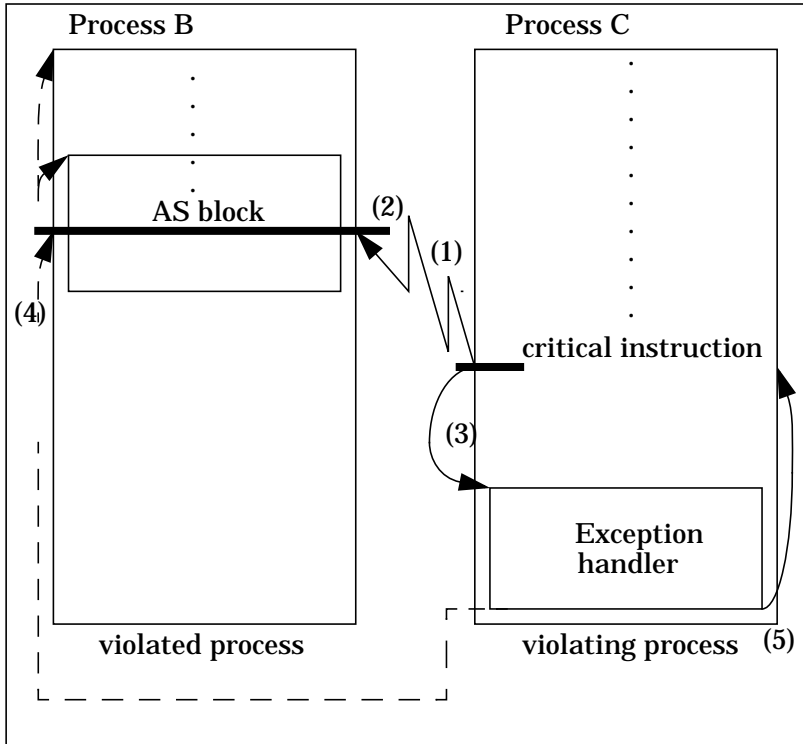 Process B
Process C
AS block
(2)
(1)
(4)
critical instruction
(3)
Exception
handler
violated process
violating process
(5)